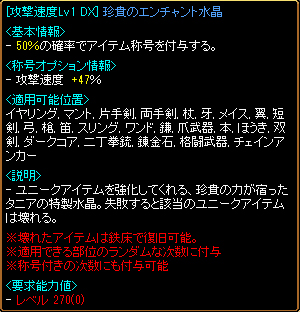 [攻撃速度Lv1 DX] 珍貴のエンチャント水晶
<基本情報>
- 50%の確率でアイテム称号を付与する。
<称号オプション情報>
- 攻撃速度 +47%
<適用可能位置>
イヤリング, マント, 片手剣, 両手剣, 杖, 牙, メイス, 翼, 短
剣, 弓, 槍, 笛, スリング, ワンド, 鎌, 爪武器, 本, ほうき, 双
剣, ダークコア, 二丁拳銃, 錬金石, 格闘武器, チェインア
ンカー
<説明>
- ユニークアイテムを強化してくれる、珍貴の力が宿った
タニアの特製水晶。失敗すると該当のユニークアイテム
は壊れる。
※壊れたアイテムは鉄床で復旧可能。
※適用できる部位のランダムな次数に付与
※称号付きの次数にも付与可能
<要求能力値>
- レベル 270(0)